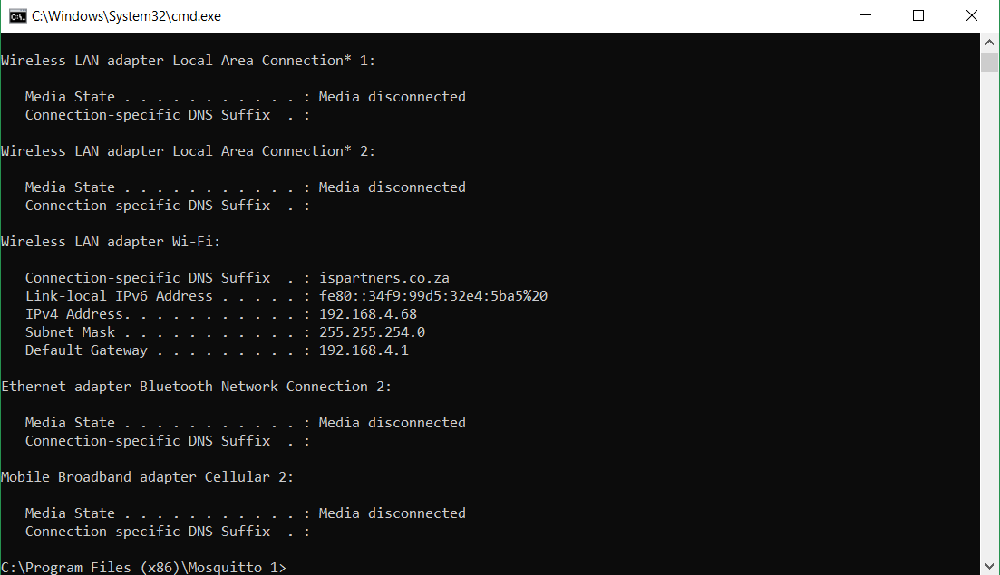 C:\Windows\System32\cmd.exe
Wireless LAN adapter Local Area Connection* 1:
   Media State . . . . . . . . . . . : Media disconnected
   Connection-specific DNS Suffix  . :
Wireless LAN adapter Local Area Connection* 2:
   Media State . . . . . . . . . . . : Media disconnected
   Connection-specific DNS Suffix  . :
Wireless LAN adapter Wi-Fi:
   Connection-specific DNS Suffix  . : ispartners.co.za
   Link-local IPv6 Address . . . . . : fe80::34f9:99d5:32e4:5ba5%20
   IPv4 Address. . . . . . . . . . . : 192.168.4.68
   Subnet Mask . . . . . . . . . . . : 255.255.254.0
   Default Gateway . . . . . . . . . : 192.168.4.1
Ethernet adapter Bluetooth Network Connection 2:
   Media State . . . . . . . . . . . : Media disconnected
   Connection-specific DNS Suffix  . :
Mobile Broadband adapter Cellular 2:
   Media State . . . . . . . . . . . : Media disconnected
   Connection-specific DNS Suffix  . :
C:\Program Files (x86)\Mosquitto 1>